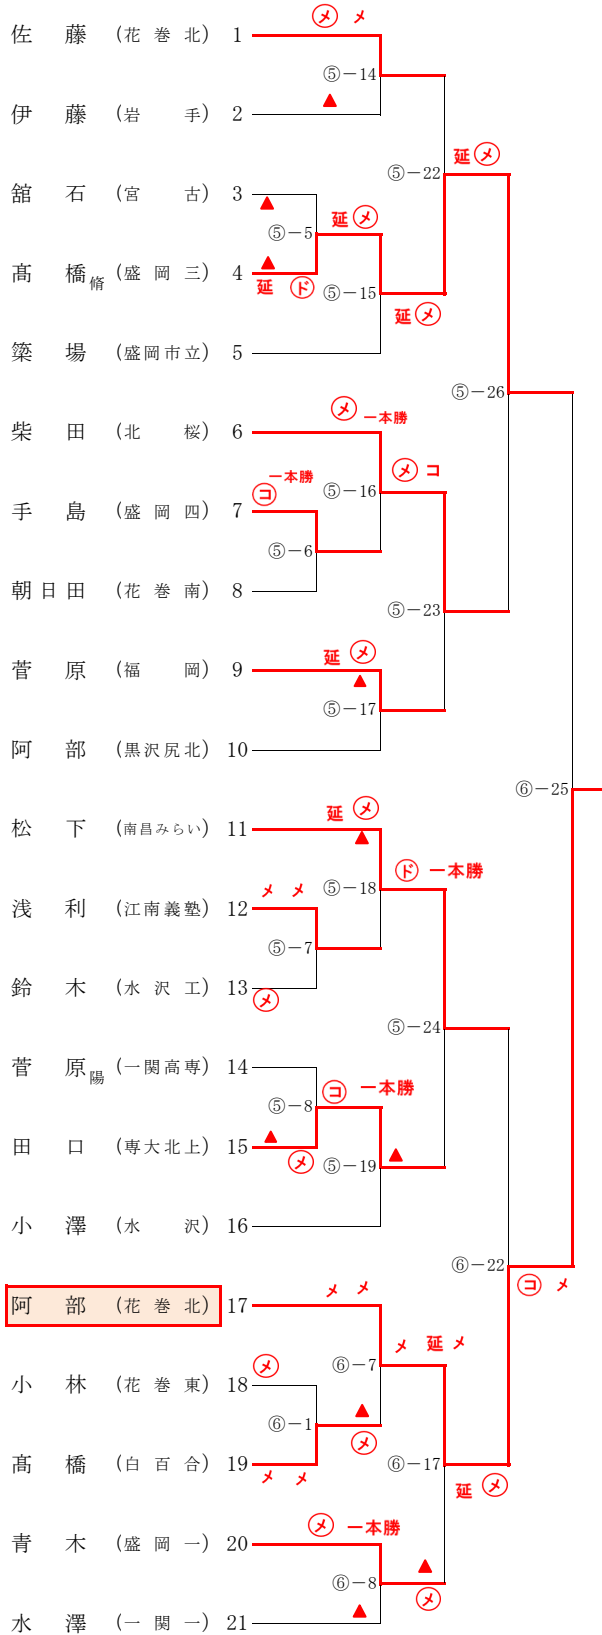 ㋱ メ
佐藤 (花巻北) 1
⑤－14
▲
伊藤 (岩手) 2
延 ㋱
⑤－22
舘石 (宮古) 3
▲
延 ㋱
⑤－5
▲
髙橋脩 (盛岡三) 4
延 ㋣゙
⑤－15
延 ㋱
築場 (盛岡市立) 5
⑤－26
㋱ 一本勝
柴田 (北桜) 6
㋱ コ
一本勝
㋙
⑤－16
手島 (盛岡四) 7
⑤－6
朝日田 (花巻南) 8
⑤－23
延 ㋱
菅原 (福岡) 9
▲
⑤－17
阿部 (黒沢尻北) 10
⑥－25
延 ㋱
松下 (南昌みらい) 11
▲
㋣゙ 一本勝
メ メ
⑤－18
浅利 (江南義塾) 12
⑤－7
鈴木 (水沢工) 13
㋱
⑤－24
菅原陽 (一関高専) 14
㋙ 一本勝
⑤－8
▲
田口 (専大北上) 15
㋱
⑤－19
▲
小澤 (水沢) 16
⑥－22
㋙ メ
メ メ
阿部 (花巻北) 17
メ 延 メ
㋱
⑥－7
小林 (花巻東) 18
▲
⑥－1
㋱
髙橋 (白百合) 19
メ メ
⑥－17
延 ㋱
㋱ 一本勝
青木 (盛岡一) 20
▲
⑥－8
㋱
▲
水澤 (一関一) 21